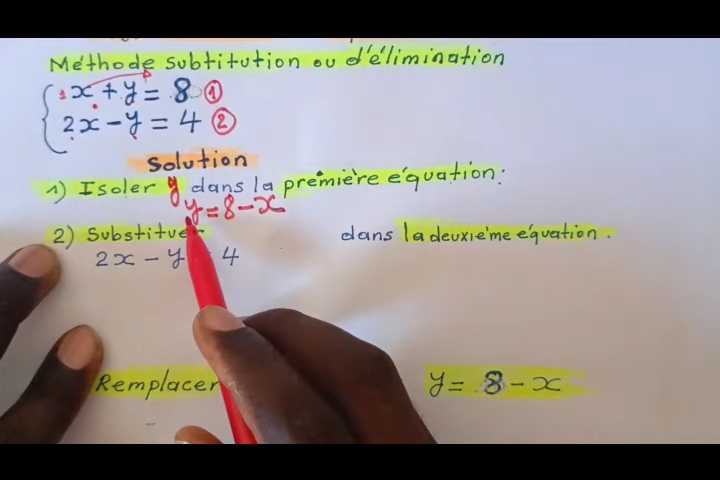 Méthode subtitution ou d'élimination
1x + y = 8 ①
2x - y = 4 ②
Solution
1) Isoler y dans la première équation:
y = 8 - x
2) Substituer dans la deuxième équation.
2x - y = 4
Remplacer y = 8 - x